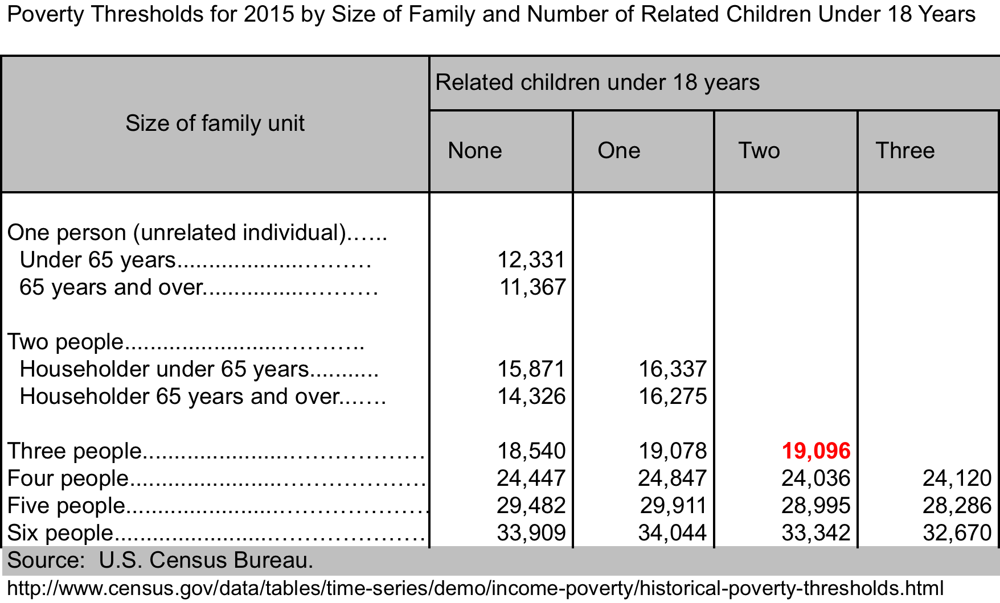 Poverty Thresholds for 2015 by Size of Family and Number of Related Children Under 18 Years
Related children under 18 years
Size of family unit
None One Two Three
One person (unrelated individual)…...
Under 65 years....................……… 12,331
65 years and over................……… 11,367
Two people.........................………….
Householder under 65 years........... 15,871 16,337
Householder 65 years and over....… 14,326 16,275
Three people......................………………… 18,540 19,078 19,096
Four people........................………………… 24,447 24,847 24,036 24,120
Five people.......................…………………. 29,482 29,911 28,995 28,286
Six people.........................………………… 33,909 34,044 33,342 32,670
Source: U.S. Census Bureau.
http://www.census.gov/data/tables/time-series/demo/income-poverty/historical-poverty-thresholds.html